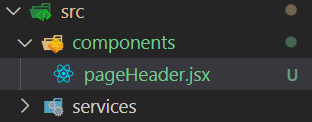 src
components
pageHeader.jsx U
services